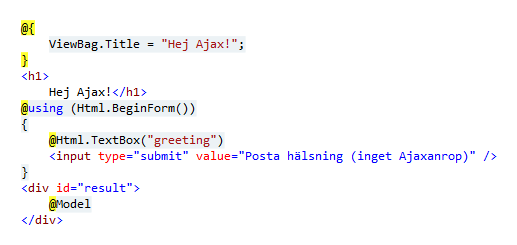 @{
    ViewBag.Title = "Hej Ajax!";
}
<h1>
    Hej Ajax!</h1>
@using (Html.BeginForm())
{
    @Html.TextBox("greeting")
    <input type="submit" value="Posta hälsning (inget Ajaxanrop)" />
}
<div id="result">
    @Model
</div>